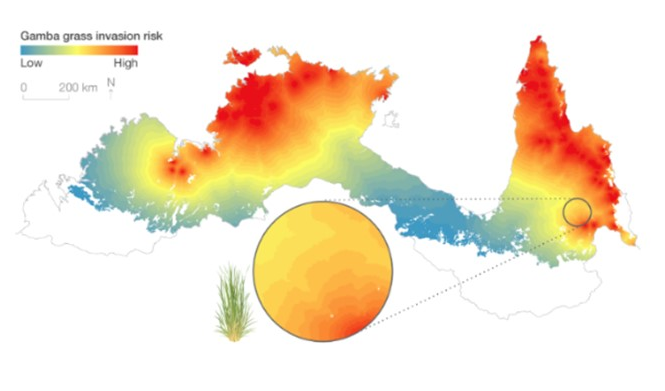 Gamba grass invasion risk
Low High
0 200 km N